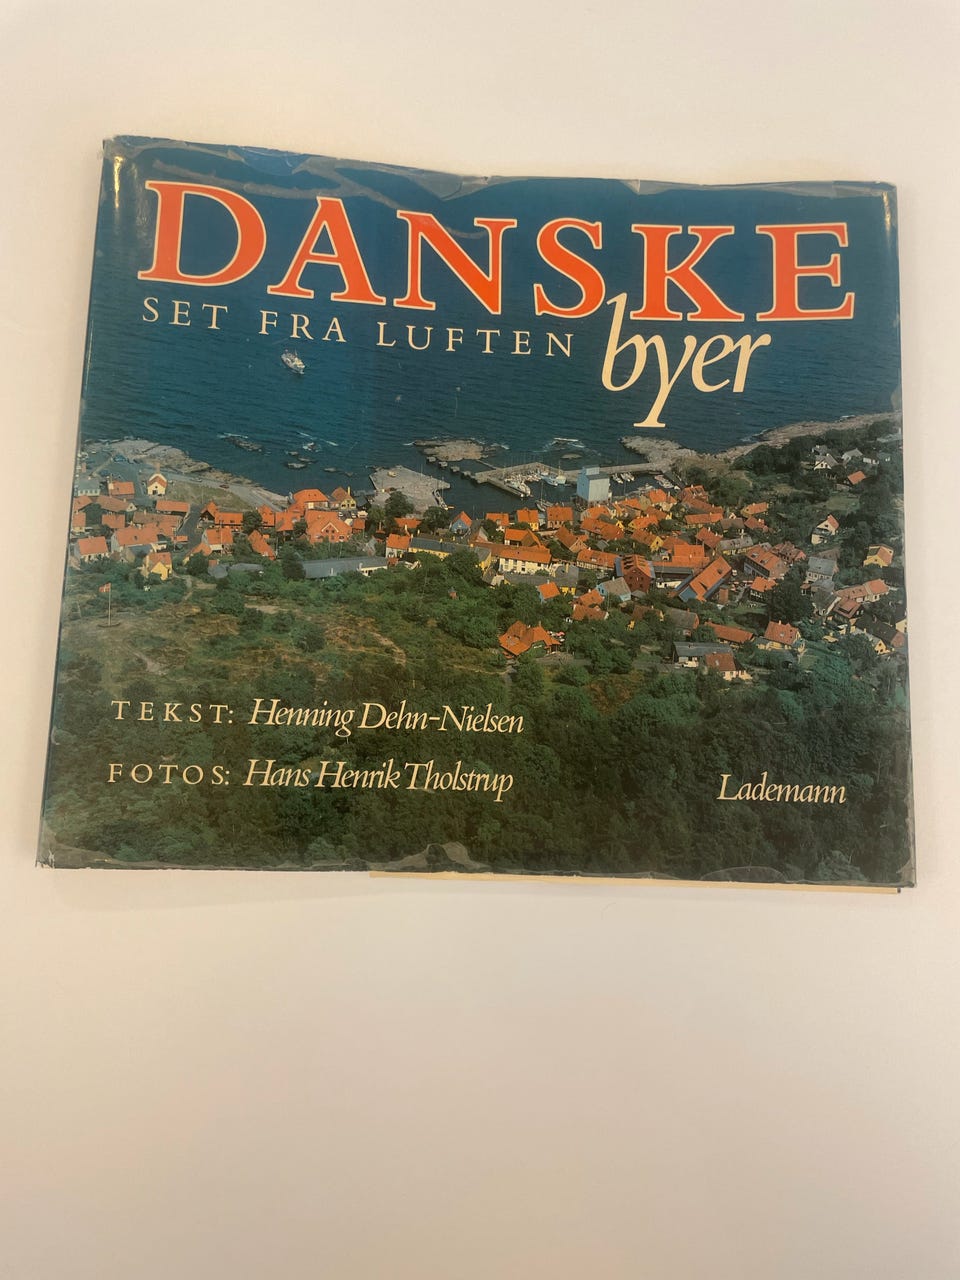 DANSKE
SET FRA LUFTEN byer
TEKST: Henning Dehn-Nielsen
FOTOS: Hans Henrik Tholstrup
Lademann